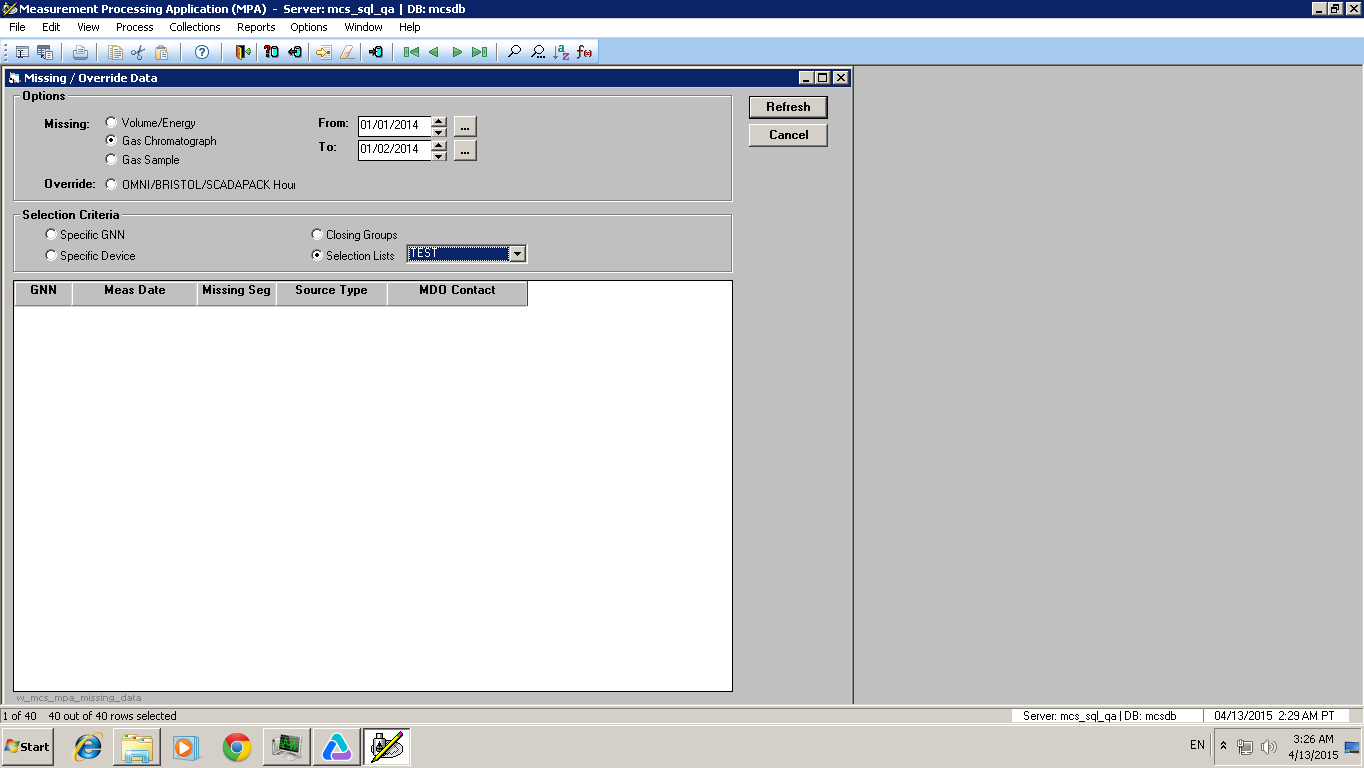 Measurement Processing Application (MPA) - Server: mcs_sql_qa | DB: mcsdb
File Edit View Process Collections Reports Options Window Help
Missing / Override Data
Options
Missing:
Volume/Energy
Gas Chromatograph
Gas Sample
From: 01/01/2014 ...
To: 01/02/2014 ...
Override: OMNI/BRISTOL/SCADAPACK Hour
Refresh
Cancel
Selection Criteria
Specific GNN
Closing Groups
Specific Device
Selection Lists TEST
GNN Meas Date Missing Seg Source Type MDO Contact
w_mcs_mpa_missing_data
1 of 40 40 out of 40 rows selected
Server: mcs_sql_qa | DB: mcsdb
04/13/2015 2:29 AM PT
Start
EN
3:26 AM
4/13/2015